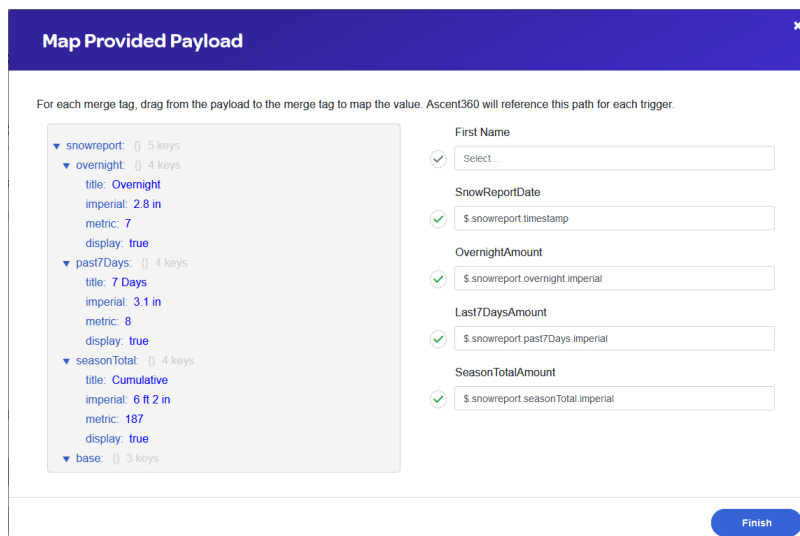 Map Provided Payload
For each merge tag, drag from the payload to the merge tag to map the value. Ascent360 will reference this path for each trigger.
snowreport: {} 5 keys
overnight: {} 4 keys
title: Overnight
imperial: 2.8 in
metric: 7
display: true
past7Days: {} 4 keys
title: 7 Days
imperial: 3.1 in
metric: 8
display: true
seasonTotal: {} 4 keys
title: Cumulative
imperial: 6 ft 2 in
metric: 187
display: true
base: {} 3 keys
First Name
Select...
SnowReportDate
$.snowreport.timestamp
OvernightAmount
$.snowreport.overnight.imperial
Last7DaysAmount
$.snowreport.past7Days.imperial
SeasonTotalAmount
$.snowreport.seasonTotal.imperial
Finish